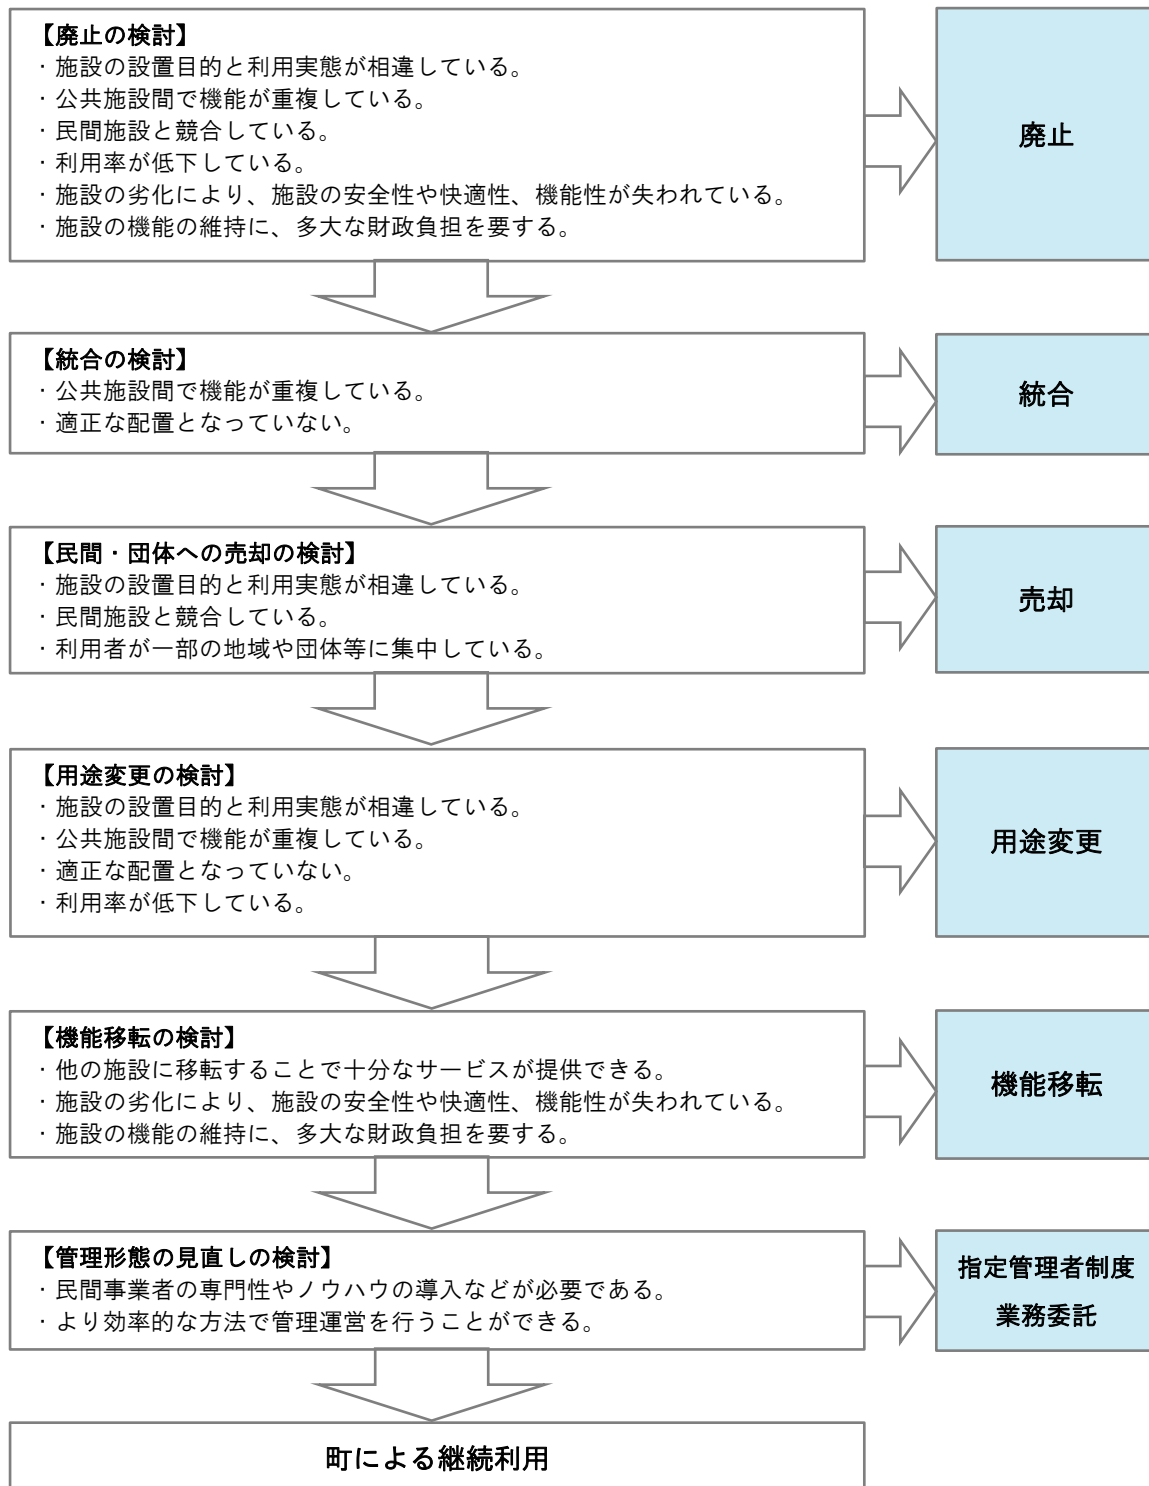 【廃止の検討】
・施設の設置目的と利用実態が相違している。
・公共施設間で機能が重複している。
・民間施設と競合している。
・利用率が低下している。
・施設の劣化により、施設の安全性や快適性、機能性が失われている。
・施設の機能の維持に、多大な財政負担を要する。
廃止
【統合の検討】
・公共施設間で機能が重複している。
・適正な配置となっていない。
統合
【民間・団体への売却の検討】
・施設の設置目的と利用実態が相違している。
・民間施設と競合している。
・利用者が一部の地域や団体等に集中している。
売却
【用途変更の検討】
・施設の設置目的と利用実態が相違している。
・公共施設間で機能が重複している。
・適正な配置となっていない。
・利用率が低下している。
用途変更
【機能移転の検討】
・他の施設に移転することで十分なサービスが提供できる。
・施設の劣化により、施設の安全性や快適性、機能性が失われている。
・施設の機能の維持に、多大な財政負担を要する。
機能移転
【管理形態の見直しの検討】
・民間事業者の専門性やノウハウの導入などが必要である。
・より効率的な方法で管理運営を行うことができる。
指定管理者制度
業務委託
町による継続利用